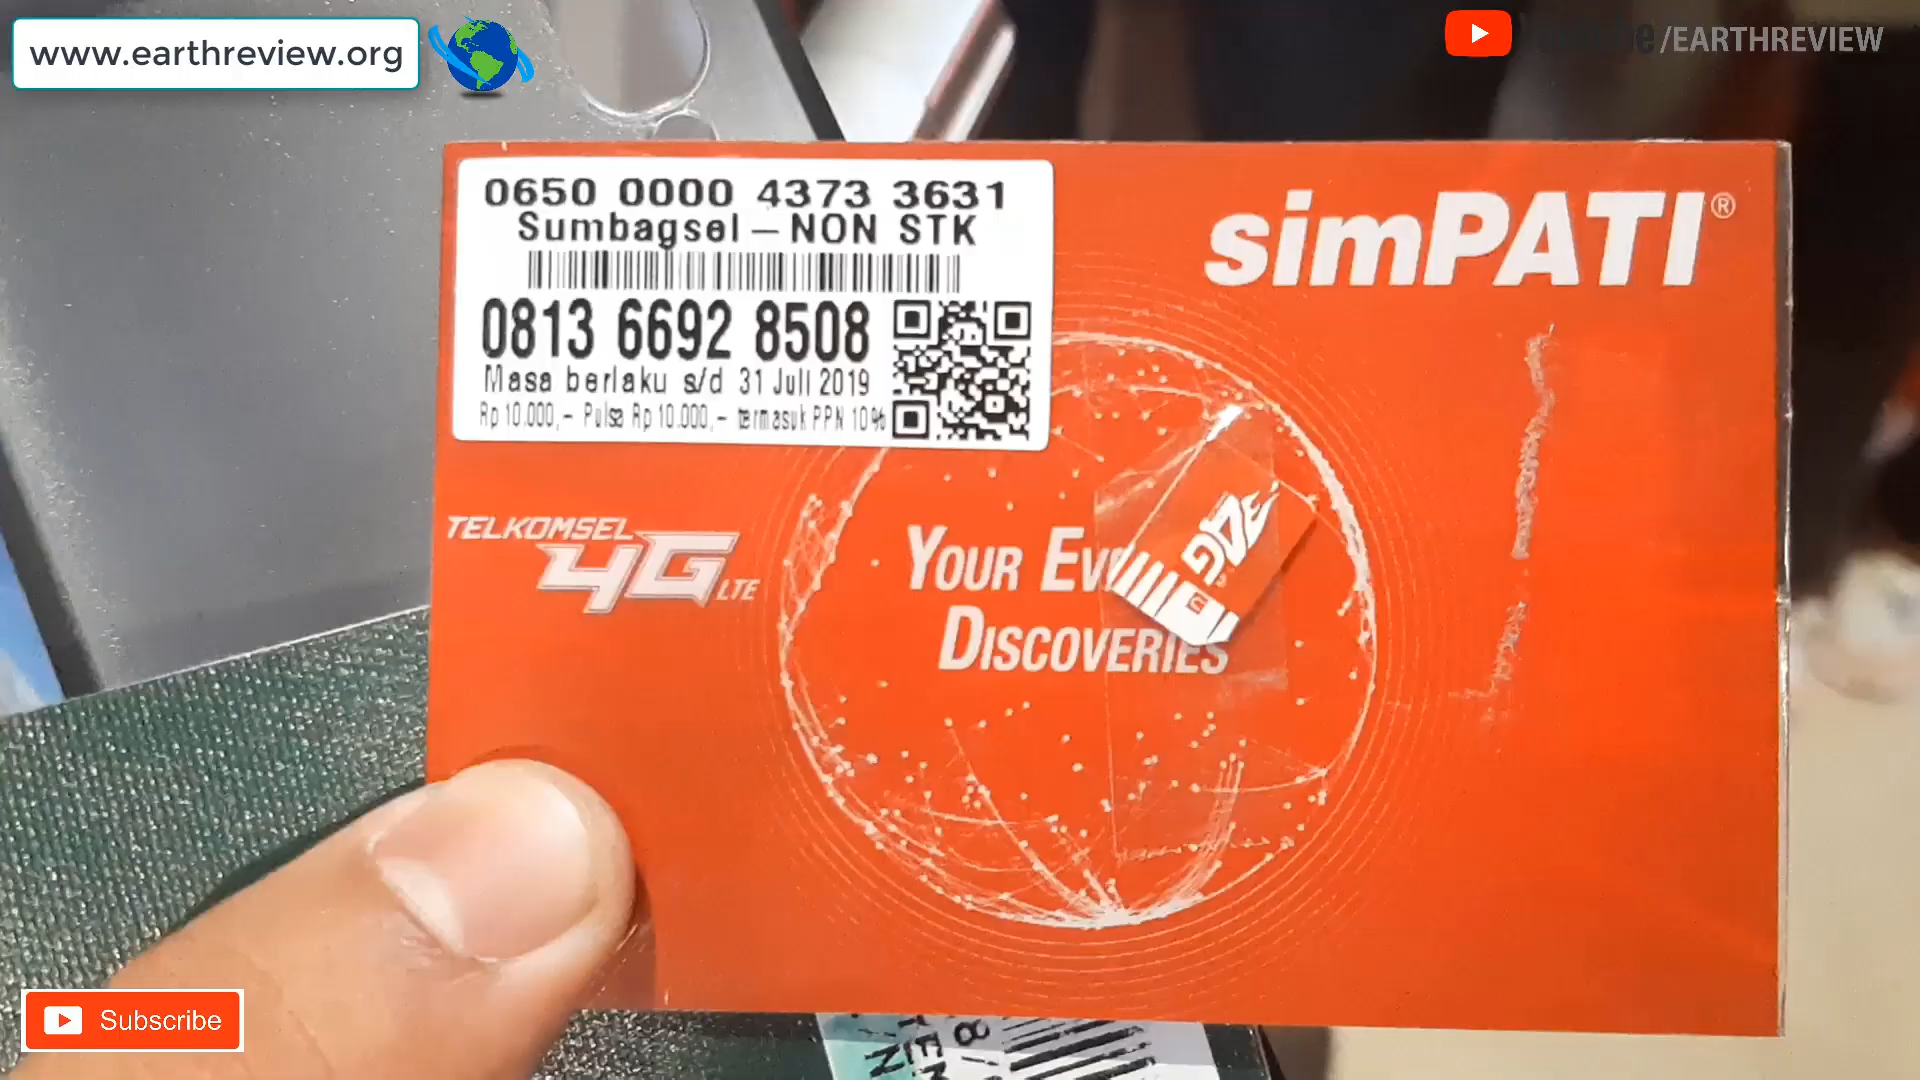 www.earthreview.org
/EARTHREVIEW
0650 0000 4373 3631
Sumbagsel – NON STK
0813 6692 8508
Masa berlaku s/d 31 Juli 2019
Rp 10.000,– Pulsa Rp 10.000,– termasuk PPN 10%
simPATI®
TELKOMSEL
4G LTE
YOUR
DISCOVERIES
4G
Subscribe